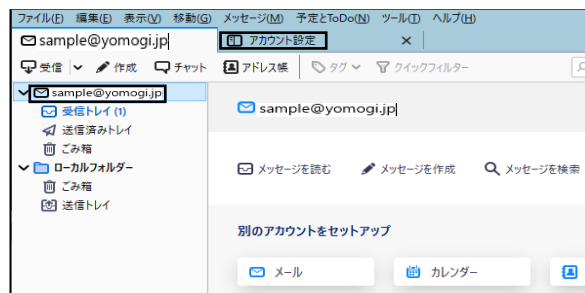 ファイル(F) 編集(E) 表示(V) 移動(G) メッセージ(M) 予定とToDo(N) ツール(T) ヘルプ(H)
sample@yomogi.jp アカウント設定 ×
受信 作成 チャット アドレス帳 タグ クイックフィルター
sample@yomogi.jp
受信トレイ (1)
送信済みトレイ
ごみ箱
ローカルフォルダー
ごみ箱
送信トレイ
sample@yomogi.jp
メッセージを読む メッセージを作成 メッセージを検索
別のアカウントをセットアップ
メール カレンダー